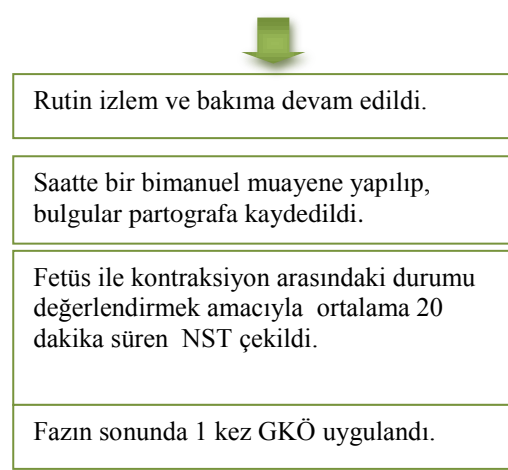 Rutin izlem ve bakıma devam edildi.
Saatte bir bimanuel muayene yapılıp,
bulgular partografa kaydedildi.
Fetüs ile kontraksiyon arasındaki durumu
değerlendirmek amacıyla ortalama 20
dakika süren NST çekildi.
Fazın sonunda 1 kez GKÖ uygulandı.